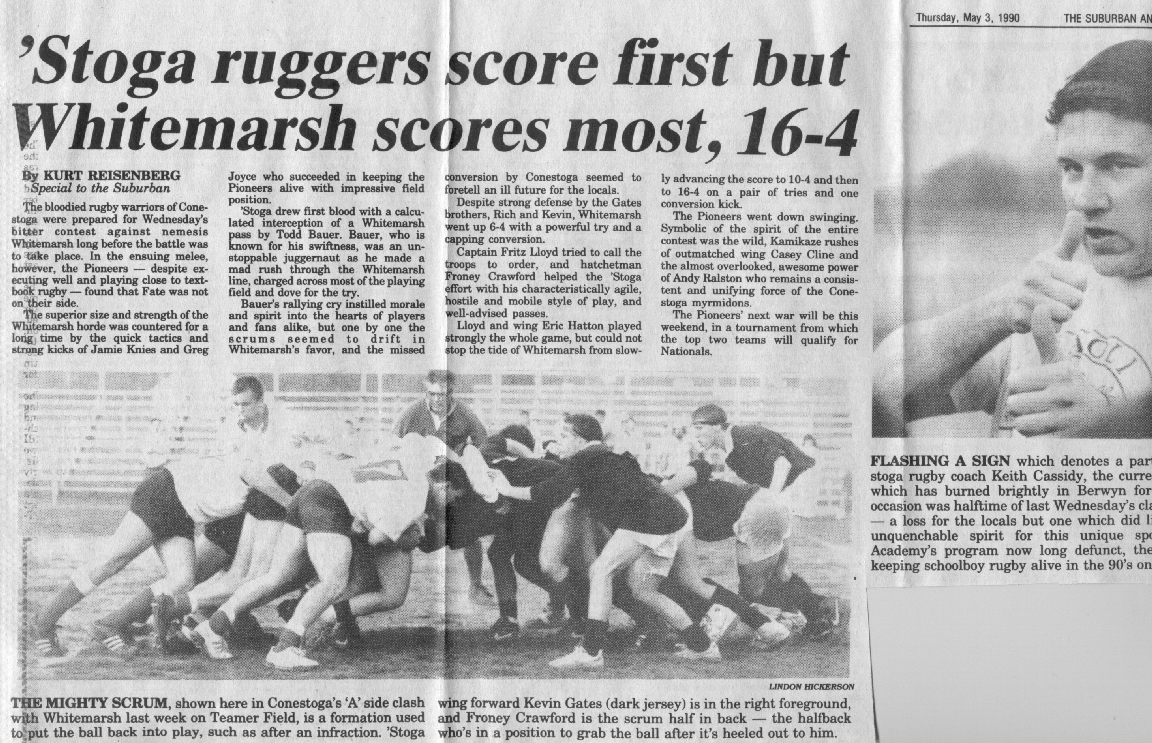 Thursday, May 3, 1990 THE SUBURBAN AN
'Stoga ruggers score first but
Whitemarsh scores most, 16-4
By KURT REISENBERG
Special to the Suburban
The bloodied rugby warriors of Cone-
stoga were prepared for Wednesday's
bitter contest against nemesis
Whitemarsh long before the battle was
to take place. In the ensuing melee,
however, the Pioneers — despite ex-
ecuting well and playing close to text-
book rugby — found that Fate was not
on their side.
The superior size and strength of the
Whitemarsh horde was countered for a
long time by the quick tactics and
strong kicks of Jamie Knies and Greg
Joyce who succeeded in keeping the
Pioneers alive with impressive field
position.
'Stoga drew first blood with a calcu-
lated interception of a Whitemarsh
pass by Todd Bauer. Bauer, who is
known for his swiftness, was an un-
stoppable juggernaut as he made a
mad rush through the Whitemarsh
line, charged across most of the playing
field and dove for the try.
Bauer's rallying cry instilled morale
and spirit into the hearts of players
and fans alike, but one by one the
scrums seemed to drift in
Whitemarsh's favor, and the missed
conversion by Conestoga seemed to
foretell an ill future for the locals.
Despite strong defense by the Gates
brothers, Rich and Kevin, Whitemarsh
went up 6-4 with a powerful try and a
capping conversion.
Captain Fritz Lloyd tried to call the
troops to order, and hatchetman
Froney Crawford helped the 'Stoga
effort with his characteristically agile,
hostile and mobile style of play, and
well-advised passes.
Lloyd and wing Eric Hatton played
strongly the whole game, but could not
stop the tide of Whitemarsh from slow-
ly advancing the score to 10-4 and then
to 16-4 on a pair of tries and one
conversion kick.
The Pioneers went down swinging.
Symbolic of the spirit of the entire
contest was the wild, Kamikaze rushes
of outmatched wing Casey Cline and
the almost overlooked, awesome power
of Andy Ralston who remains a consis-
tent and unifying force of the Cone-
stoga myrmidons.
The Pioneers' next war will be this
weekend, in a tournament from which
the top two teams will qualify for
Nationals.
LINDON HICKERSON
THE MIGHTY SCRUM, shown here in Conestoga's 'A' side clash
with Whitemarsh last week on Teamer Field, is a formation used
to put the ball back into play, such as after an infraction. 'Stoga
wing forward Kevin Gates (dark jersey) is in the right foreground,
and Froney Crawford is the scrum half in back — the halfback
who's in a position to grab the ball after it's heeled out to him.
FLASHING A SIGN which denotes a par
stoga rugby coach Keith Cassidy, the curre
which has burned brightly in Berwyn for
occasion was halftime of last Wednesday's cl
— a loss for the locals but one which did l
unquenchable spirit for this unique sp
Academy's program now long defunct, the
keeping schoolboy rugby alive in the 90's on